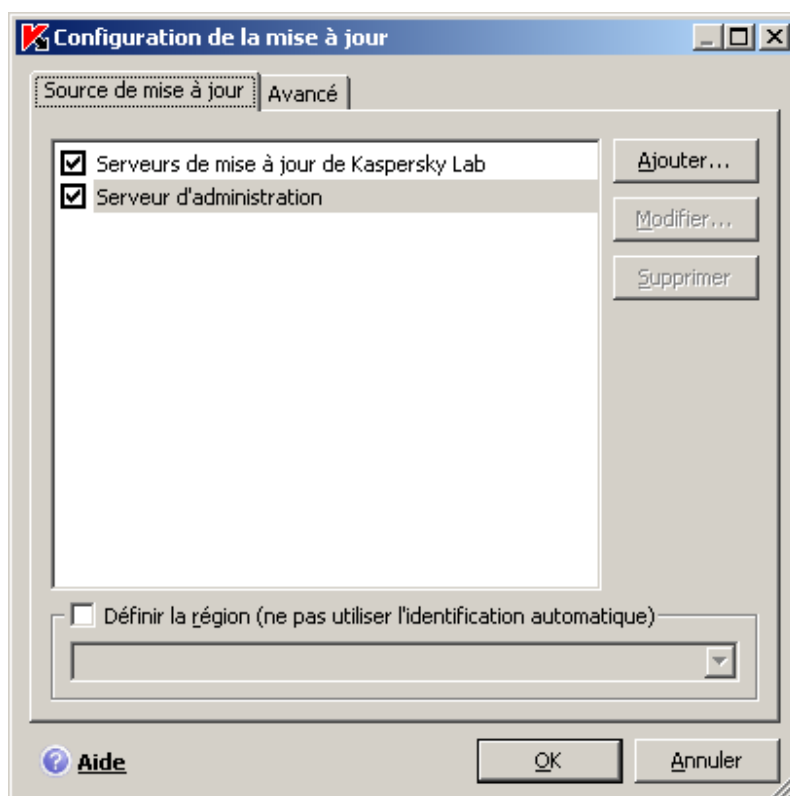 Configuration de la mise à jour
Source de mise à jour
Avancé
Serveurs de mise à jour de Kaspersky Lab
Serveur d'administration
Ajouter...
Modifier...
Supprimer
Définir la région (ne pas utiliser l'identification automatique)
Aide
OK
Annuler